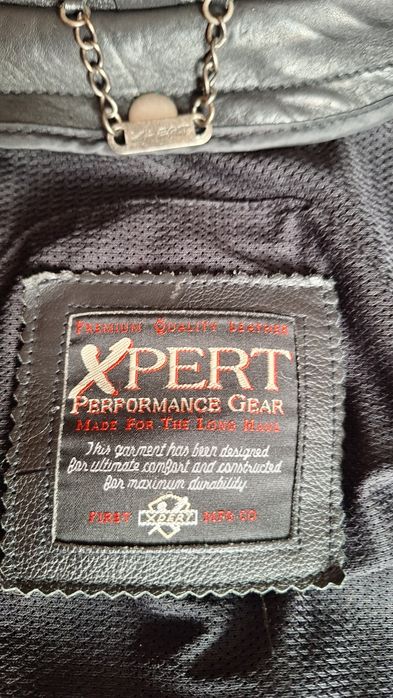 XPERT
PREMIUM QUALITY LEATHER
XPERT
PERFORMANCE GEAR
MADE FOR THE LONG HAUL
This garment has been designed
for ultimate comfort and constructed
for maximum durability
FIRST XPERT MFG. CO